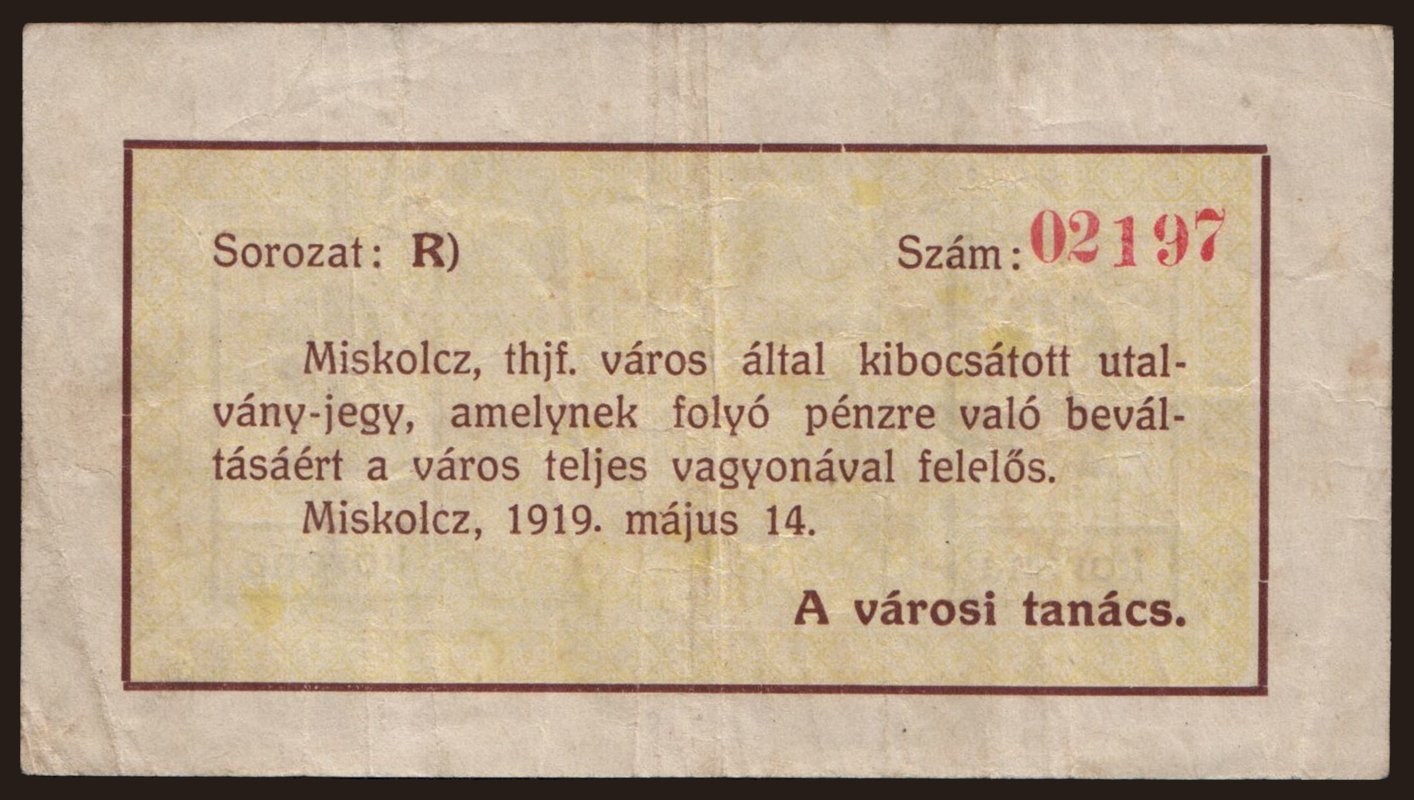 Sorozat: R) Szám: 02197
Miskolcz, thjf. város által kibocsátott utal-
vány-jegy, amelynek folyó pénzre való bevál-
tásáért a város teljes vagyonával felelős.
Miskolcz, 1919. május 14.
A városi tanács.